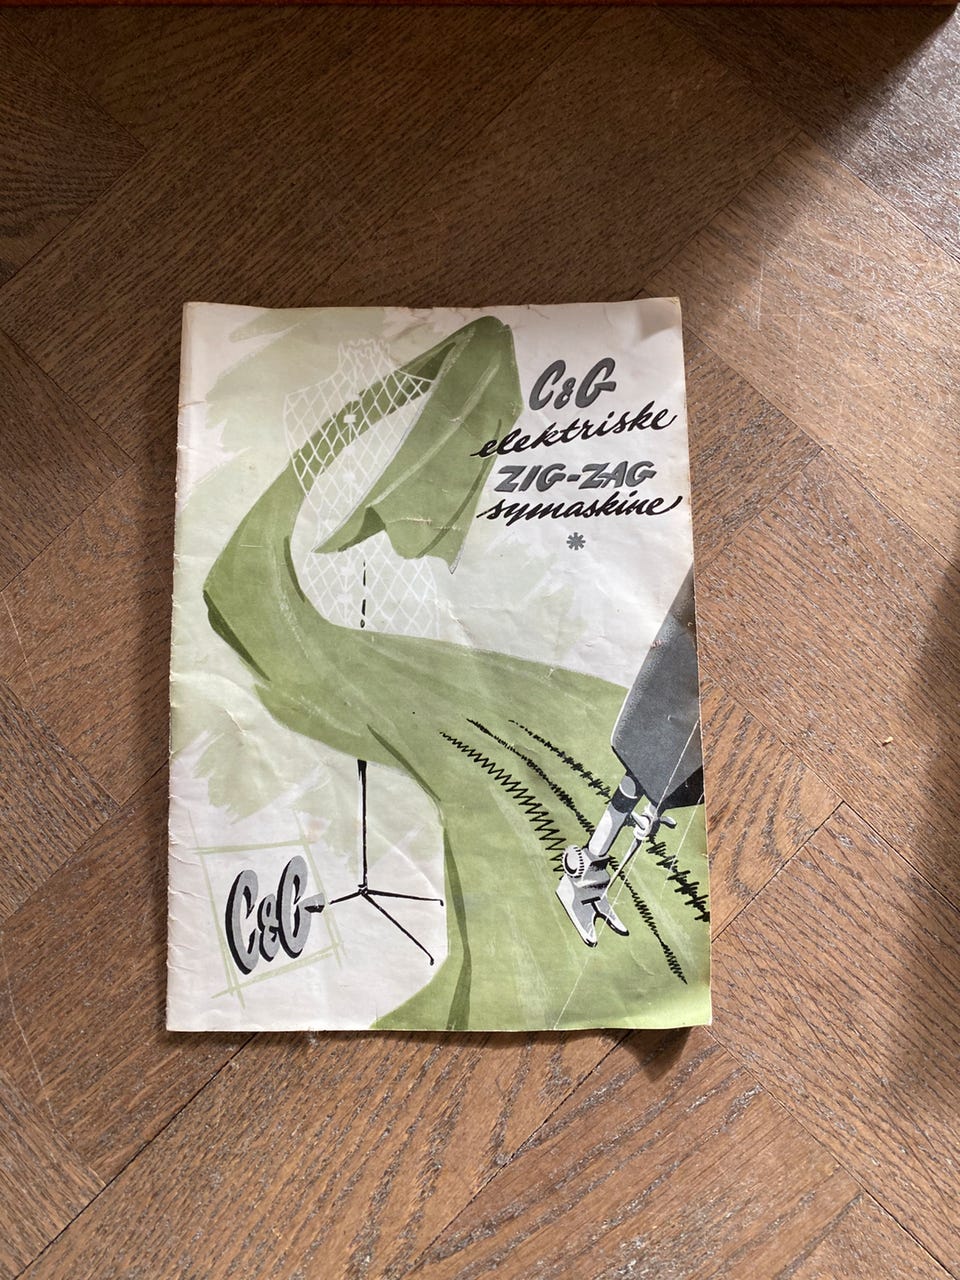 C&G
elektriske
ZIG-ZAG
symaskine
*
C&G